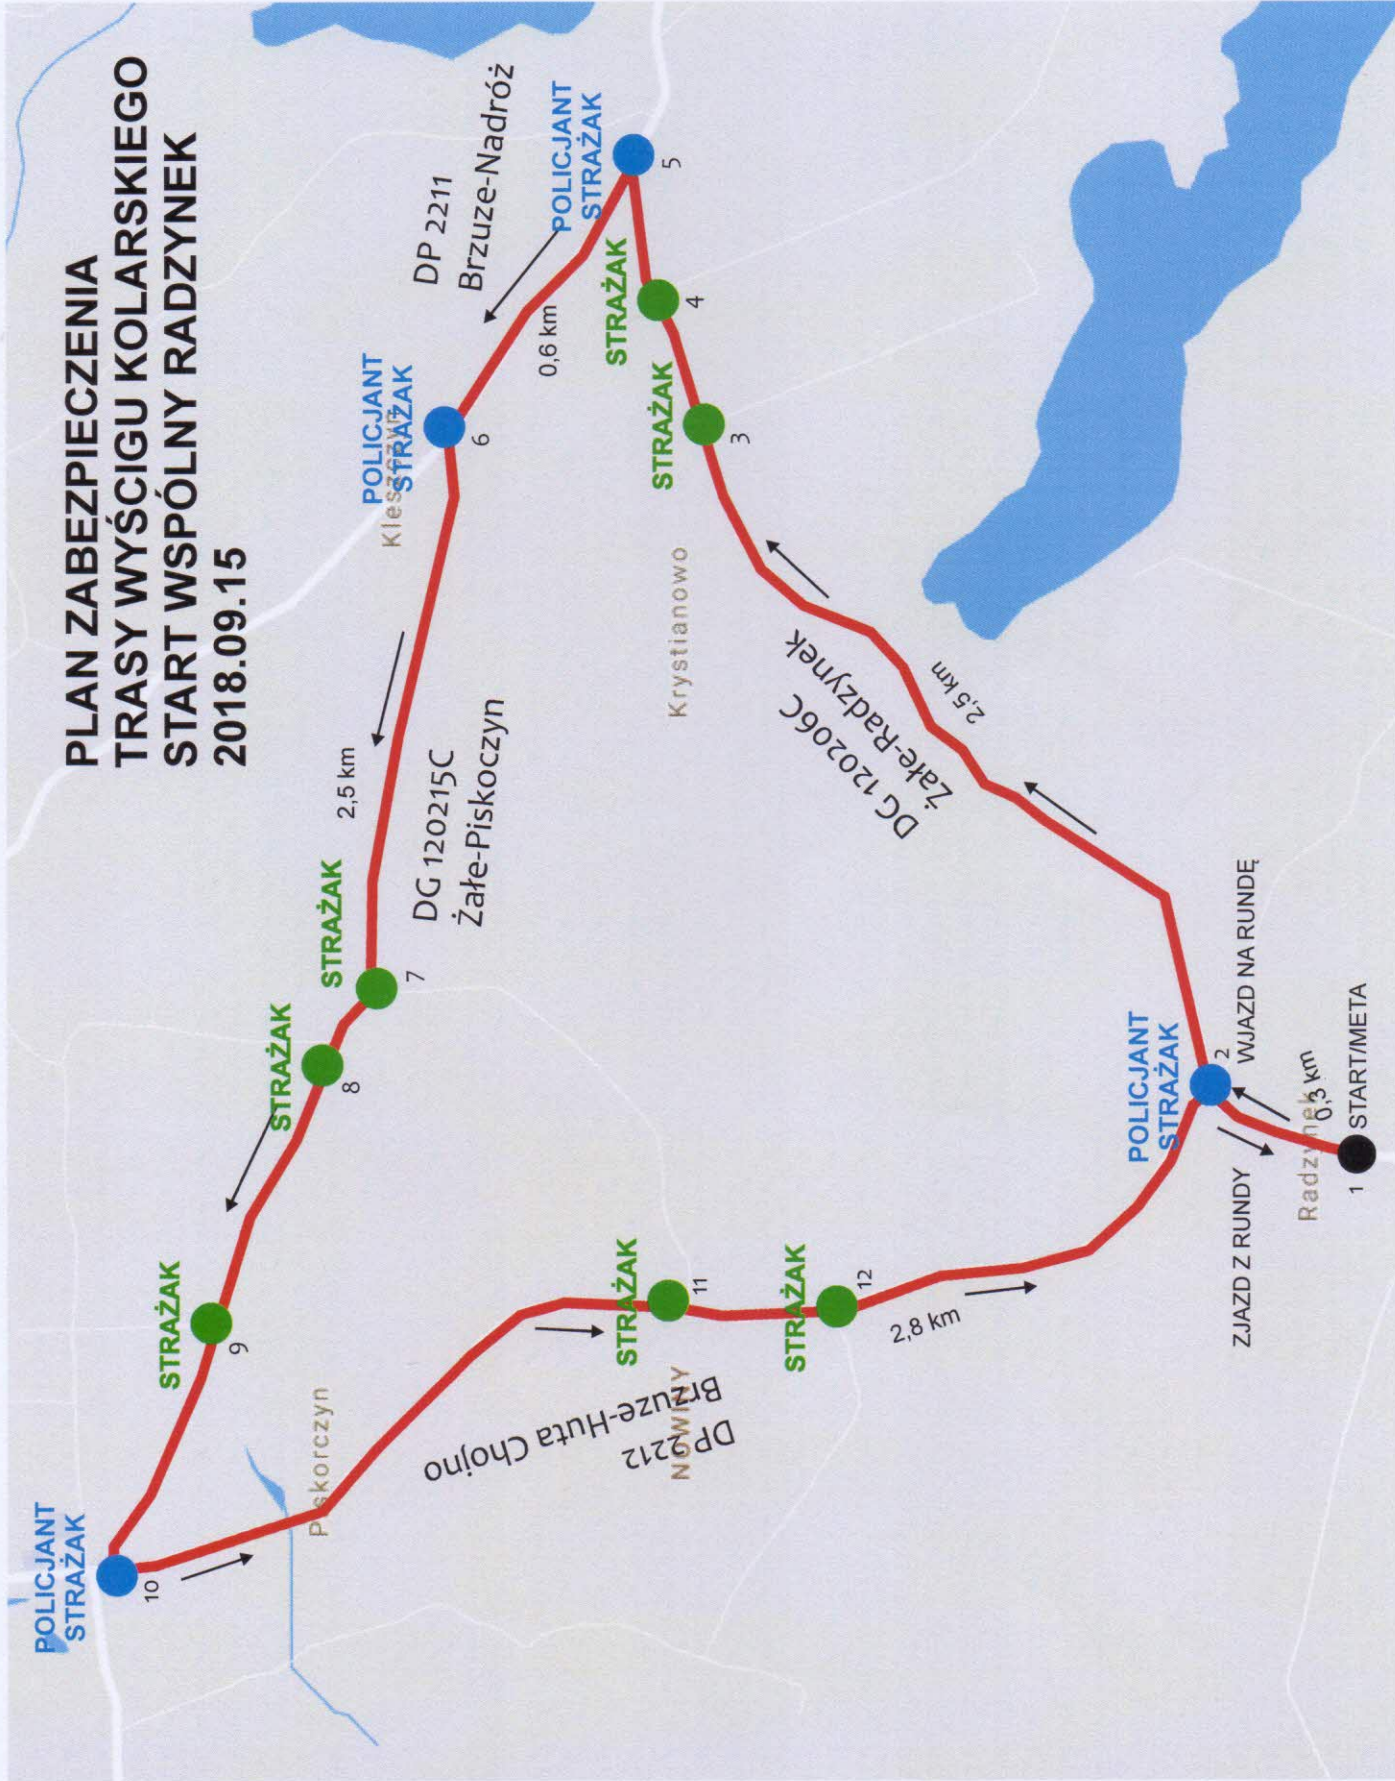 PLAN ZABEZPIECZENIA
TRASY WYŚCIGU KOLARSKIEGO
START WSPÓLNY RADZYNEK
2018.09.15
POLICJANT
STRAŻAK
10
STRAŻAK
9
STRAŻAK
8
STRAŻAK
7
2,5 km
DG 120215C
Żałe-Piskoczyn
POLICJANT
STRAŻAK
Kleszczyn
6
DP 2211
Brzuze-Nadróż
0,6 km
POLICJANT
STRAŻAK
5
STRAŻAK
4
STRAŻAK
3
Krystianowo
DG 120206C
Żałe-Radzynek
2,5 km
Piskorczyn
DP 2212
Brzuze-Huta Chojno
NOWINY
STRAŻAK
11
STRAŻAK
12
2,8 km
POLICJANT
STRAŻAK
2
WJAZD NA RUNDĘ
ZJAZD Z RUNDY
Radzynek
0,3 km
1
START/META